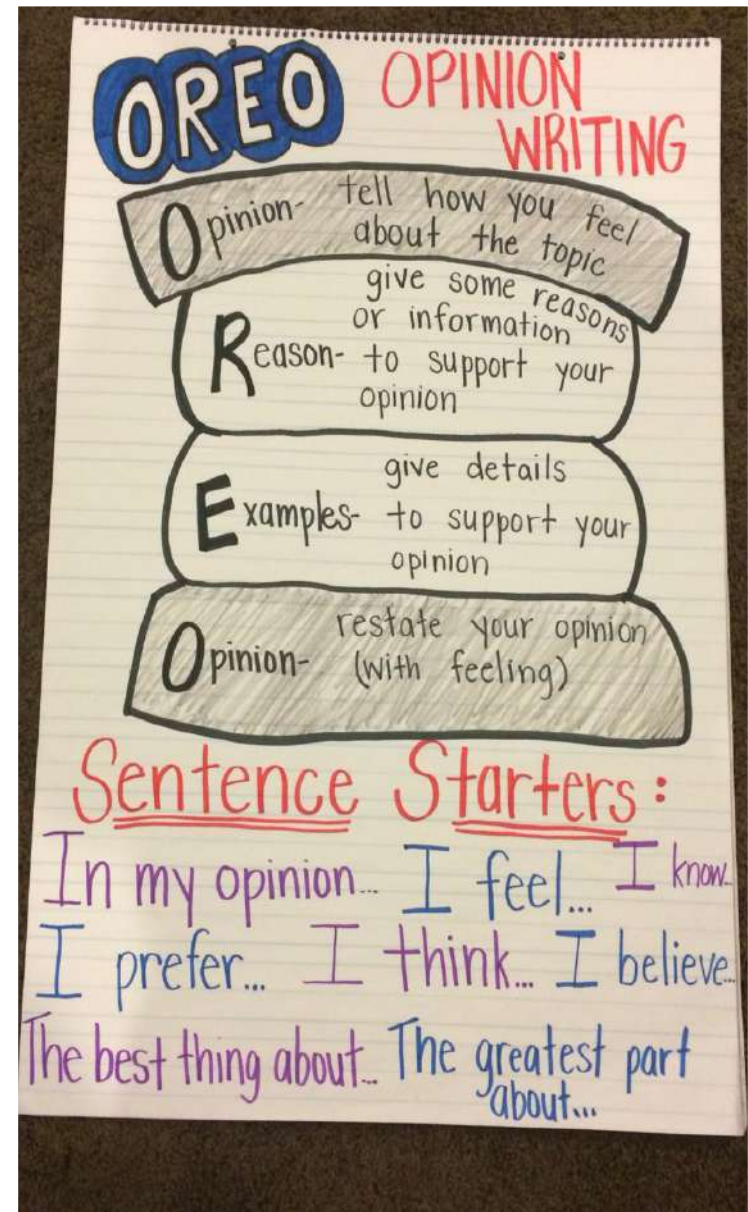 OREO OPINION
WRITING
Opinion- tell how you feel
about the topic
give some reasons
or information
Reason- to support your
opinion
give details
Examples- to support your
opinion
restate your opinion
Opinion- (with feeling)
Sentence Starters:
In my opinion... I feel... I know...
I prefer... I think... I believe...
The best thing about... The greatest part
about...